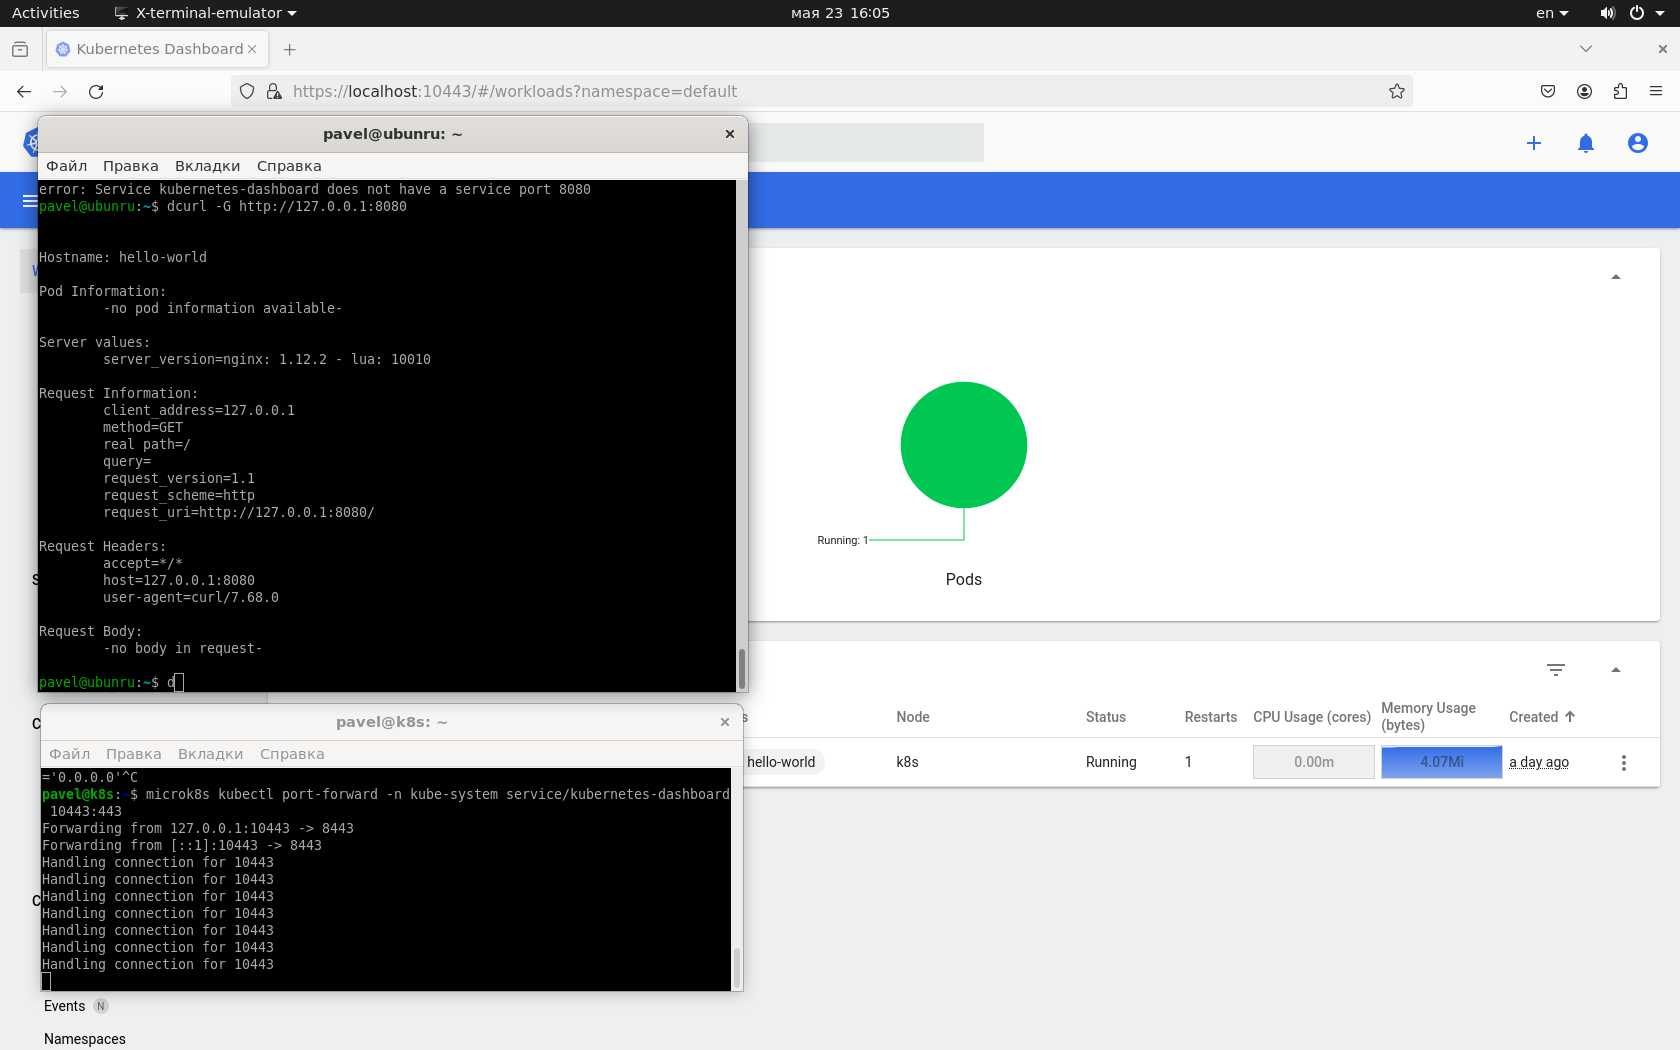 Activities X-terminal-emulator мая 23 16:05 en
Kubernetes Dashboard
https://localhost:10443/#/workloads?namespace=default
pavel@ubunru: ~
Файл Правка Вкладки Справка
error: Service kubernetes-dashboard does not have a service port 8080
pavel@ubunru:~$ dcurl -G http://127.0.0.1:8080
Hostname: hello-world
Pod Information:
-no pod information available-
Server values:
server_version=nginx: 1.12.2 - lua: 10010
Request Information:
client_address=127.0.0.1
method=GET
real path=/
query=
request_version=1.1
request_scheme=http
request_uri=http://127.0.0.1:8080/
Request Headers:
accept=*/*
host=127.0.0.1:8080
user-agent=curl/7.68.0
Request Body:
-no body in request-
pavel@ubunru:~$ d
Running: 1
Pods
pavel@k8s: ~
Файл Правка Вкладки Справка
='0.0.0.0'^C
pavel@k8s:~$ microk8s kubectl port-forward -n kube-system service/kubernetes-dashboard
10443:443
Forwarding from 127.0.0.1:10443 -> 8443
Forwarding from [::1]:10443 -> 8443
Handling connection for 10443
Handling connection for 10443
Handling connection for 10443
Handling connection for 10443
Handling connection for 10443
Handling connection for 10443
Handling connection for 10443
s Node Status Restarts CPU Usage (cores) Memory Usage (bytes) Created
hello-world k8s Running 1 0.00m 4.07Mi a day ago
Events N
Namespaces